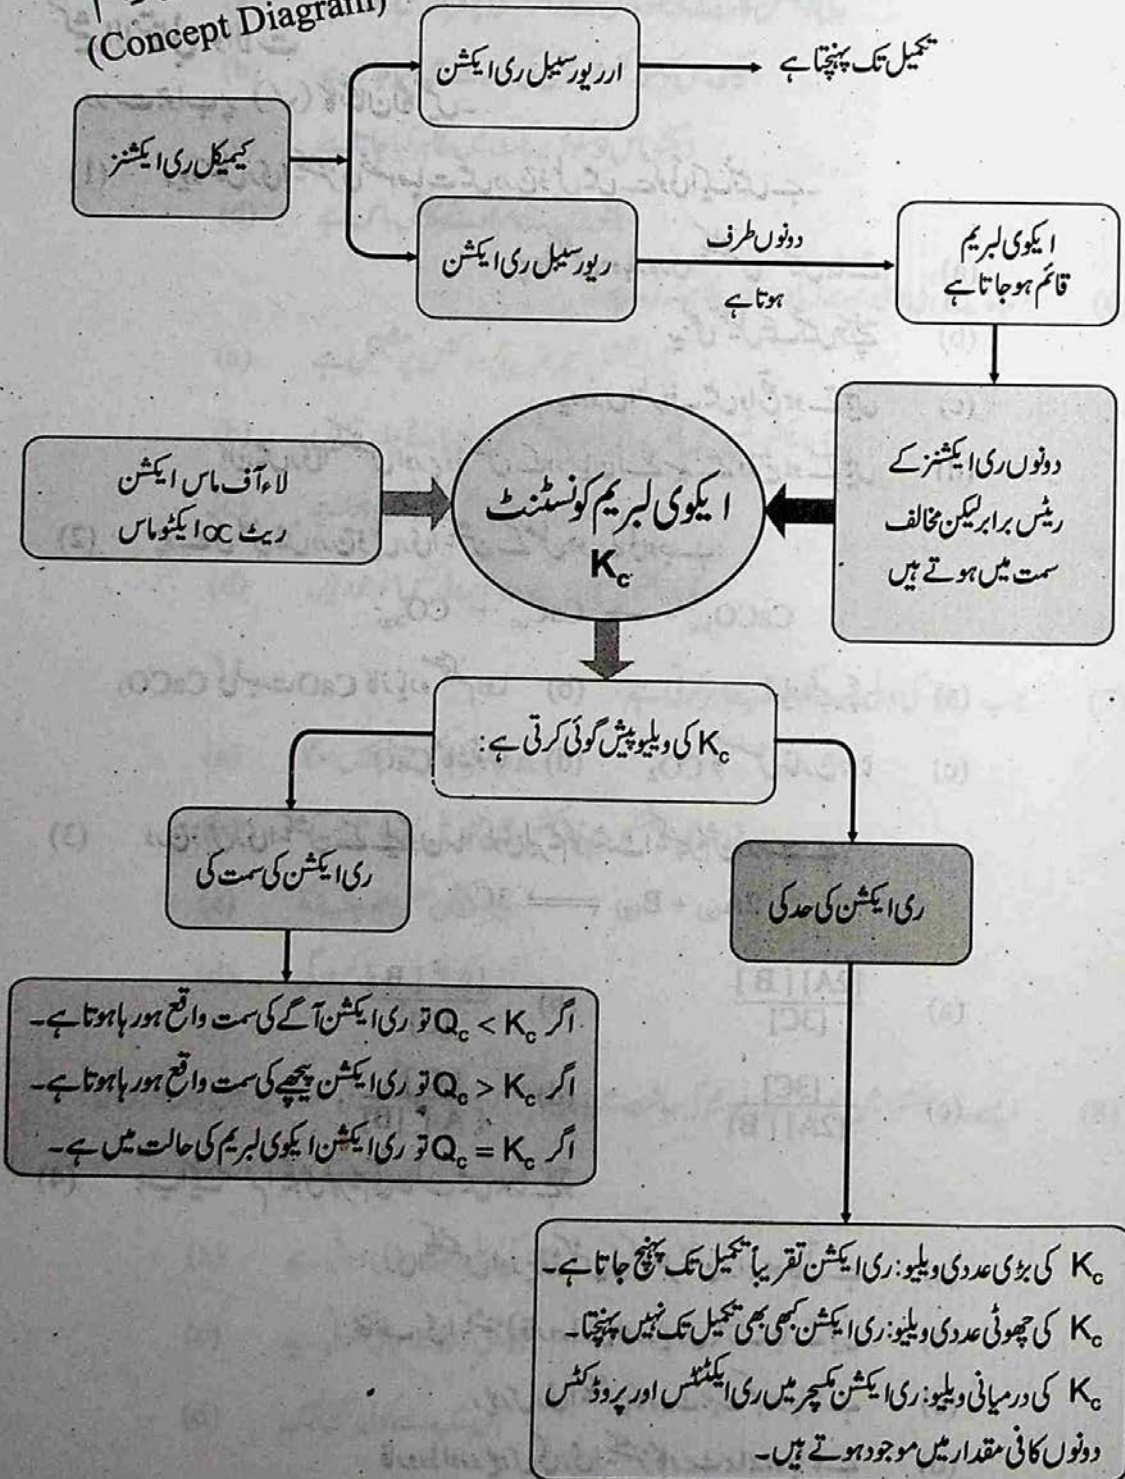 (Concept Diagram)
کیمیکل ری ایکشنز
ارریورسیبل ری ایکشن
تکمیل تک پہنچتا ہے
ریورسیبل ری ایکشن
دونوں طرف
ہوتا ہے
ایکوی لبریم
قائم ہو جاتا ہے
دونوں ری ایکشنز کے
ریٹس برابر لیکن مخالف
سمت میں ہوتے ہیں
لاء آف ماس ایکشن
ریٹ ∝ ایکٹو ماس
ایکوی لبریم کونسٹنٹ
Kc
Kc کی ویلیو پیش گوئی کرتی ہے:
ری ایکشن کی سمت کی
ری ایکشن کی حد کی
اگر Qc < Kc تو ری ایکشن آگے کی سمت واقع ہو رہا ہوتا ہے۔
اگر Qc > Kc تو ری ایکشن پیچھے کی سمت واقع ہو رہا ہوتا ہے۔
اگر Qc = Kc تو ری ایکشن ایکوی لبریم کی حالت میں ہے۔
Kc کی بڑی عددی ویلیو: ری ایکشن تقریباً تکمیل تک پہنچ جاتا ہے۔
Kc کی چھوٹی عددی ویلیو: ری ایکشن کبھی بھی تکمیل تک نہیں پہنچتا۔
Kc کی درمیانی ویلیو: ری ایکشن مکسچر میں ری ایکٹنٹس اور پروڈکٹس
دونوں کافی مقدار میں موجود ہوتے ہیں۔